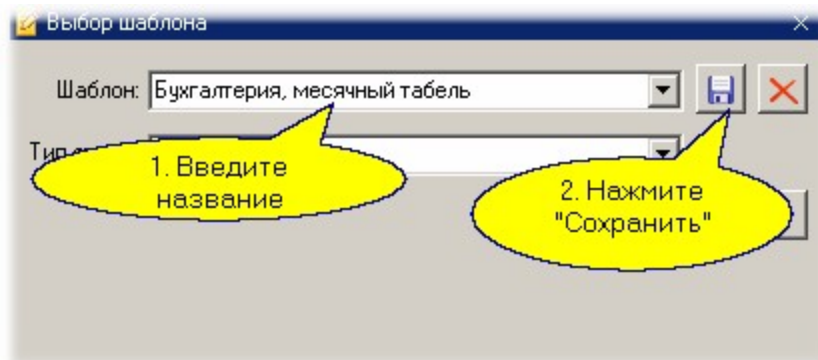 Выбор шаблона
Шаблон: Бухгалтерия, месячный табель
1. Введите
название
2. Нажмите
"Сохранить"